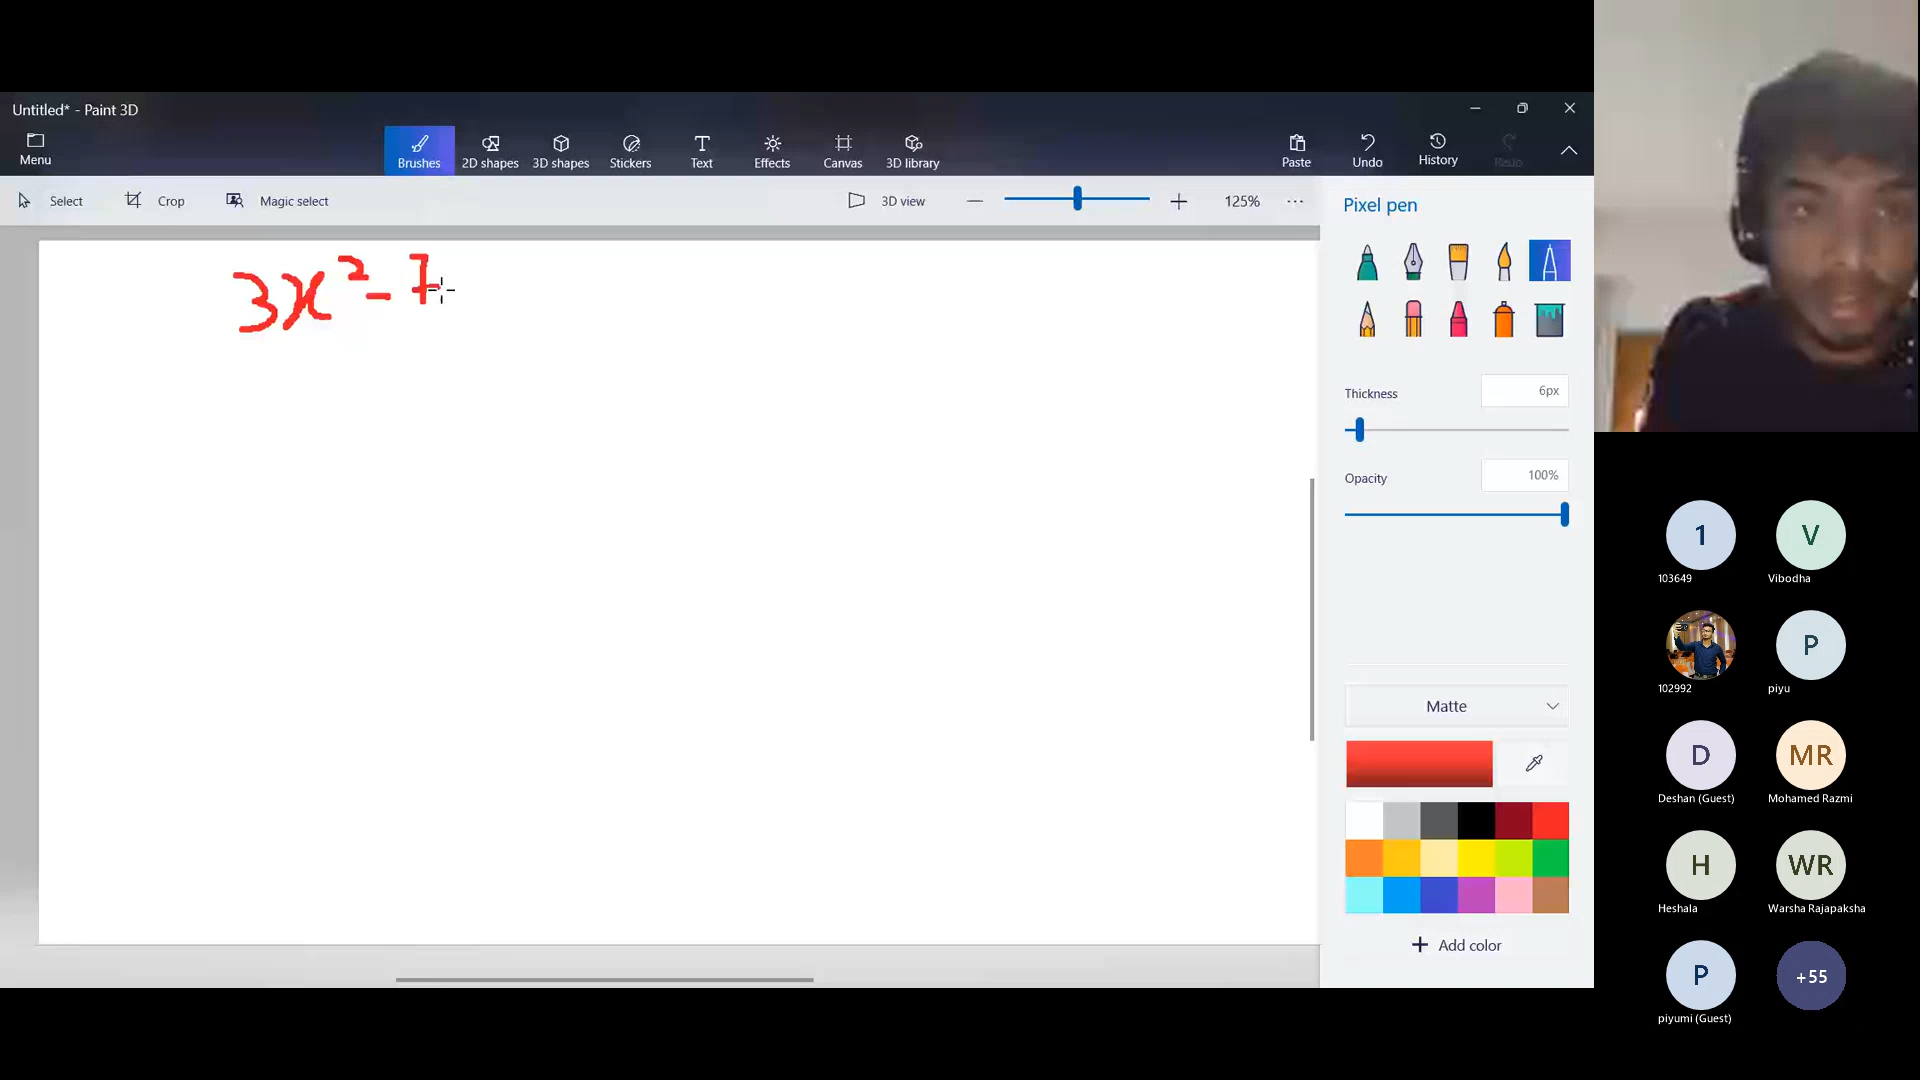 Untitled* - Paint 3D
Menu
Brushes
2D shapes
3D shapes
Stickers
Text
Effects
Canvas
3D library
Paste
Undo
History
Redo
Select
Crop
Magic select
3D view
125%
Pixel pen
3x² - 7
Thickness
6px
Opacity
100%
Matte
Add color
1
103649
V
Vibodha
102992
P
piyu
D
Deshan (Guest)
MR
Mohamed Razmi
H
Heshala
WR
Warsha Rajapaksha
P
piyumi (Guest)
+55